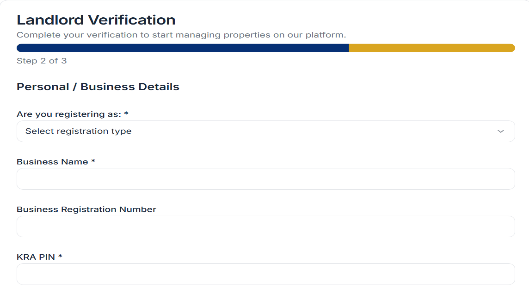 Landlord Verification
Complete your verification to start managing properties on our platform.
Step 2 of 3
Personal / Business Details
Are you registering as: *
Select registration type
Business Name *
Business Registration Number
KRA PIN *